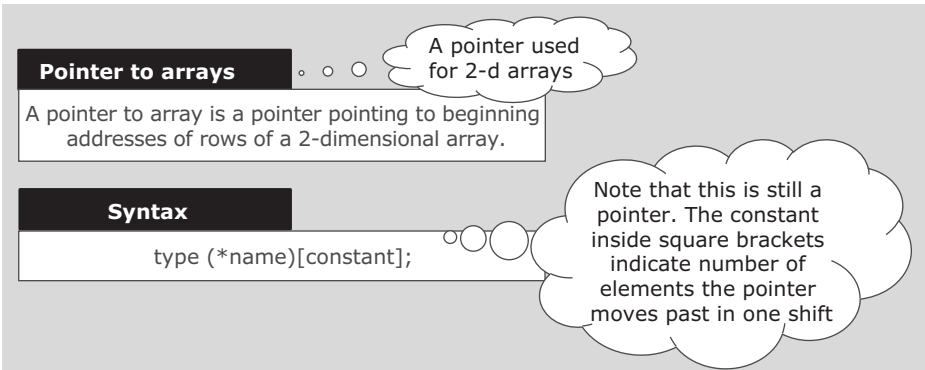 Pointer to arrays
A pointer used
for 2-d arrays
A pointer to array is a pointer pointing to beginning
addresses of rows of a 2-dimensional array.
Syntax
type (*name)[constant];
Note that this is still a
pointer. The constant
inside square brackets
indicate number of
elements the pointer
moves past in one shift